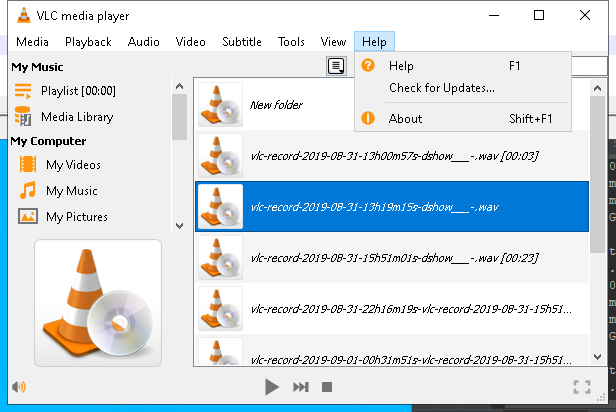 VLC media player
Media Playback Audio Video Subtitle Tools View Help
My Music
Playlist [00:00]
Media Library
My Computer
My Videos
My Music
My Pictures
Help F1
Check for Updates...
About Shift+F1
New folder
vlc-record-2019-08-31-13h00m57s-dshow___-.wav [00:03]
vlc-record-2019-08-31-13h19m15s-dshow___-.wav
vlc-record-2019-08-31-15h51m01s-dshow___-.wav [00:23]
vlc-record-2019-08-31-22h16m19s-vlc-record-2019-08-31-15h51...
vlc-record-2019-09-01-00h31m51s-vlc-record-2019-08-31-15h51...